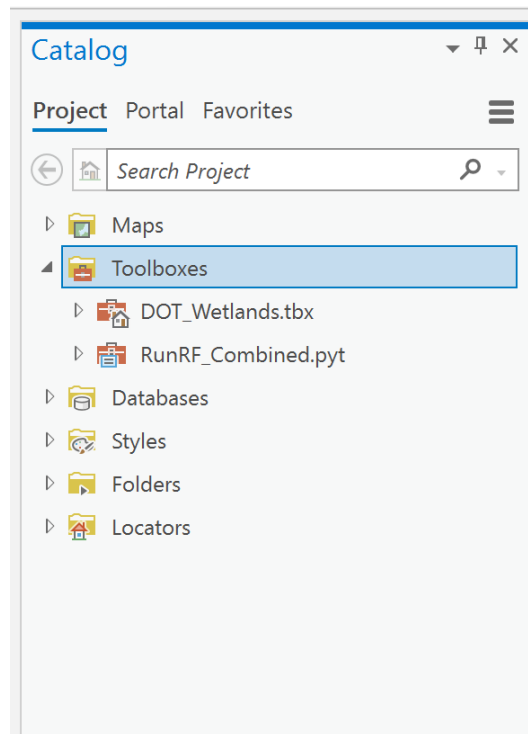 Catalog
Project Portal Favorites
Search Project
Maps
Toolboxes
DOT_Wetlands.tbx
RunRF_Combined.pyt
Databases
Styles
Folders
Locators